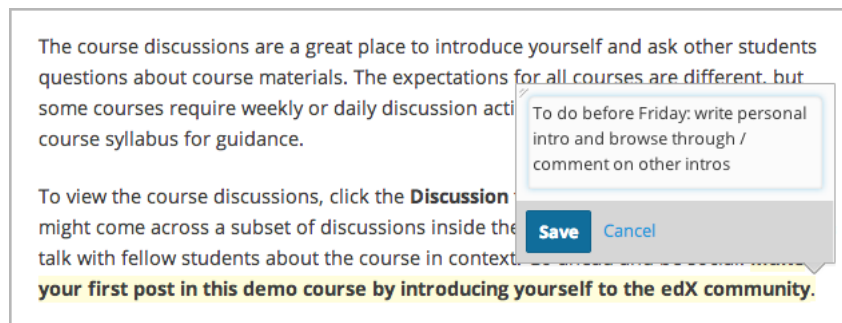 The course discussions are a great place to introduce yourself and ask other students
questions about course materials. The expectations for all courses are different, but
some courses require weekly or daily discussion acti
course syllabus for guidance.
To do before Friday: write personal
intro and browse through /
comment on other intros
Save Cancel
To view the course discussions, click the Discussion
might come across a subset of discussions inside the
talk with fellow students about the course in context.
your first post in this demo course by introducing yourself to the edX community.